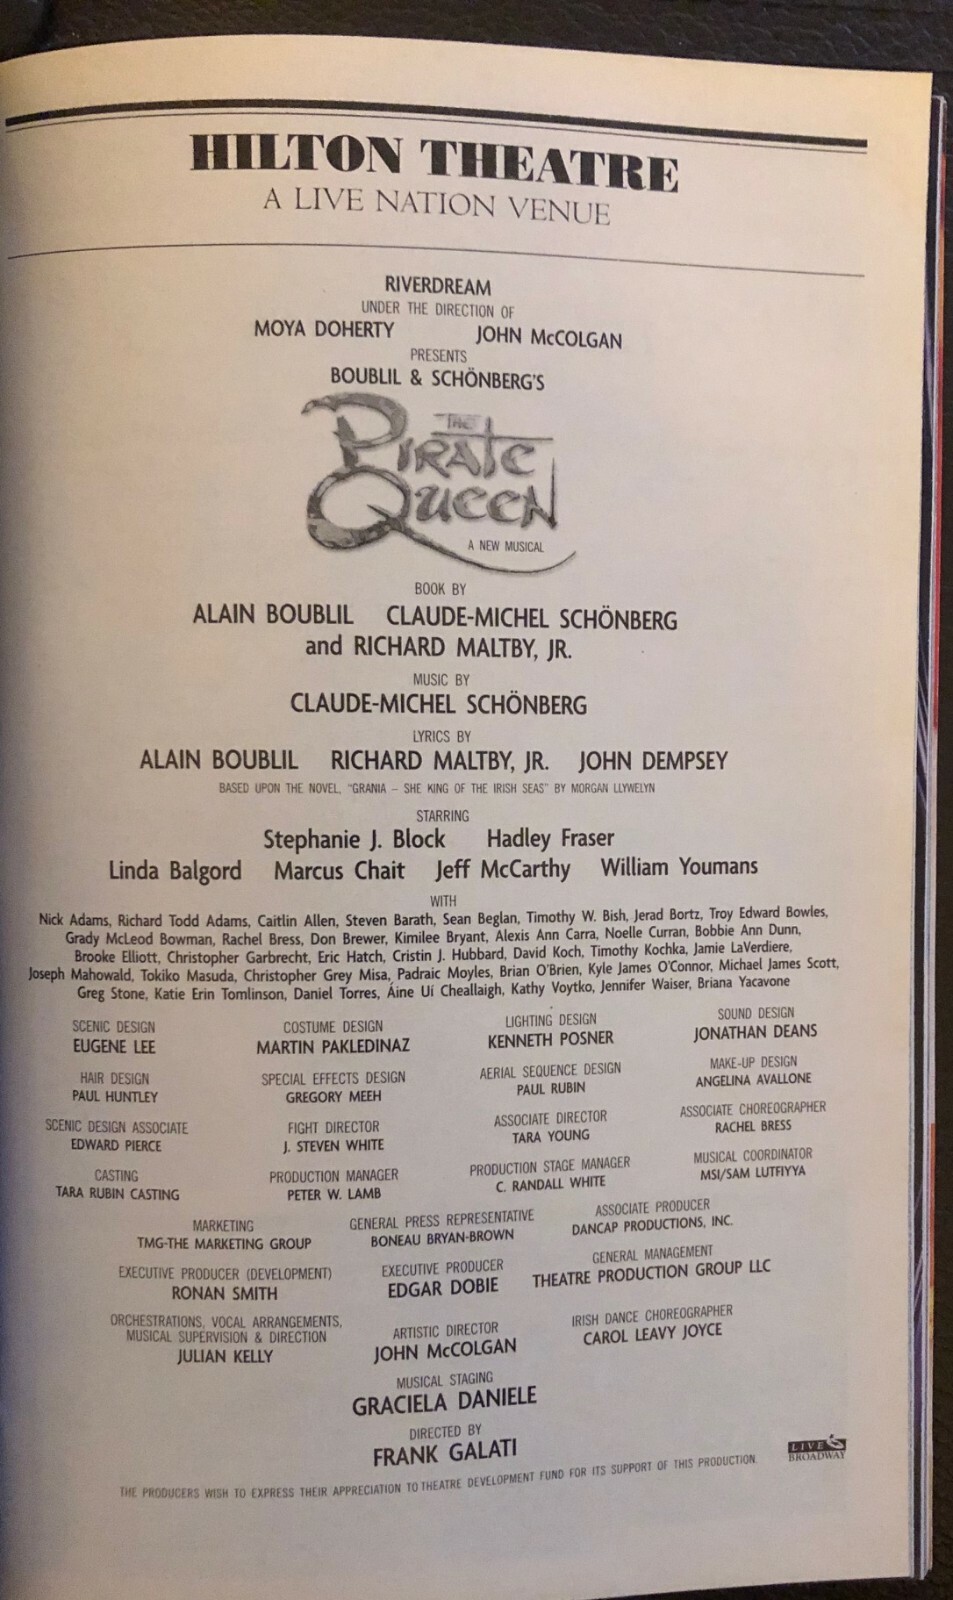 HILTON THEATRE
A LIVE NATION VENUE
RIVERDREAM
UNDER THE DIRECTION OF
MOYA DOHERTY JOHN McCOLGAN
PRESENTS
BOUBLIL & SCHÖNBERG'S
THE
PIRATE
QUEEN
A NEW MUSICAL
BOOK BY
ALAIN BOUBLIL CLAUDE-MICHEL SCHÖNBERG
and RICHARD MALTBY, JR.
MUSIC BY
CLAUDE-MICHEL SCHÖNBERG
LYRICS BY
ALAIN BOUBLIL RICHARD MALTBY, JR. JOHN DEMPSEY
BASED UPON THE NOVEL, "GRANIA – SHE KING OF THE IRISH SEAS" BY MORGAN LLYWELYN
STARRING
Stephanie J. Block Hadley Fraser
Linda Balgord Marcus Chait Jeff McCarthy William Youmans
WITH
Nick Adams, Richard Todd Adams, Caitlin Allen, Steven Barath, Sean Beglan, Timothy W. Bish, Jerad Bortz, Troy Edward Bowles,
Grady McLeod Bowman, Rachel Bress, Don Brewer, Kimilee Bryant, Alexis Ann Carra, Noelle Curran, Bobbie Ann Dunn,
Brooke Elliott, Christopher Garbrecht, Eric Hatch, Cristin J. Hubbard, David Koch, Timothy Kochka, Jamie LaVerdiere,
Joseph Mahowald, Tokiko Masuda, Christopher Grey Misa, Padraic Moyles, Brian O'Brien, Kyle James O'Connor, Michael James Scott,
Greg Stone, Katie Erin Tomlinson, Daniel Torres, Áine Uí Cheallaigh, Kathy Voytko, Jennifer Waiser, Briana Yacavone
SCENIC DESIGN COSTUME DESIGN LIGHTING DESIGN SOUND DESIGN
EUGENE LEE MARTIN PAKLEDINAZ KENNETH POSNER JONATHAN DEANS
HAIR DESIGN SPECIAL EFFECTS DESIGN AERIAL SEQUENCE DESIGN MAKE-UP DESIGN
PAUL HUNTLEY GREGORY MEEH PAUL RUBIN ANGELINA AVALLONE
SCENIC DESIGN ASSOCIATE FIGHT DIRECTOR ASSOCIATE DIRECTOR ASSOCIATE CHOREOGRAPHER
EDWARD PIERCE J. STEVEN WHITE TARA YOUNG RACHEL BRESS
CASTING PRODUCTION MANAGER PRODUCTION STAGE MANAGER MUSICAL COORDINATOR
TARA RUBIN CASTING PETER W. LAMB C. RANDALL WHITE MSI/SAM LUTFIYYA
MARKETING GENERAL PRESS REPRESENTATIVE ASSOCIATE PRODUCER
TMG-THE MARKETING GROUP BONEAU BRYAN-BROWN DANCAP PRODUCTIONS, INC.
EXECUTIVE PRODUCER (DEVELOPMENT) EXECUTIVE PRODUCER GENERAL MANAGEMENT
RONAN SMITH EDGAR DOBIE THEATRE PRODUCTION GROUP LLC
ORCHESTRATIONS, VOCAL ARRANGEMENTS,
MUSICAL SUPERVISION & DIRECTION ARTISTIC DIRECTOR IRISH DANCE CHOREOGRAPHER
JULIAN KELLY JOHN McCOLGAN CAROL LEAVY JOYCE
MUSICAL STAGING
GRACIELA DANIELE
DIRECTED BY
FRANK GALATI
LIVE
BROADWAY
THE PRODUCERS WISH TO EXPRESS THEIR APPRECIATION TO THEATRE DEVELOPMENT FUND FOR ITS SUPPORT OF THIS PRODUCTION.